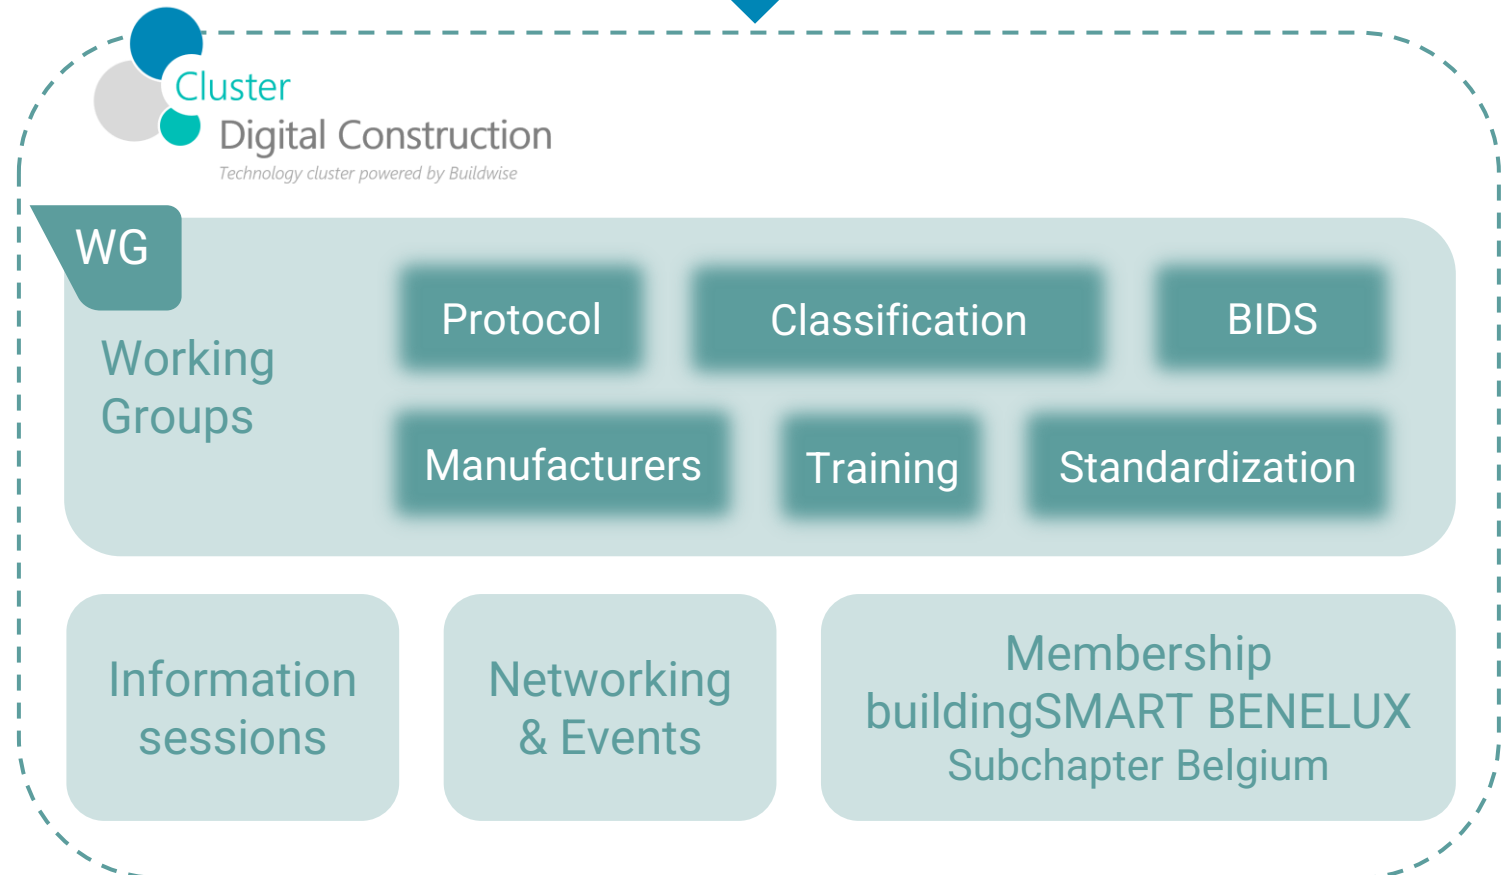 Cluster
Digital Construction
Technology cluster powered by Buildwise
WG
Working
Groups
Protocol
Classification
BIDS
Manufacturers
Training
Standardization
Information
sessions
Networking
& Events
Membership
buildingSMART BENELUX
Subchapter Belgium